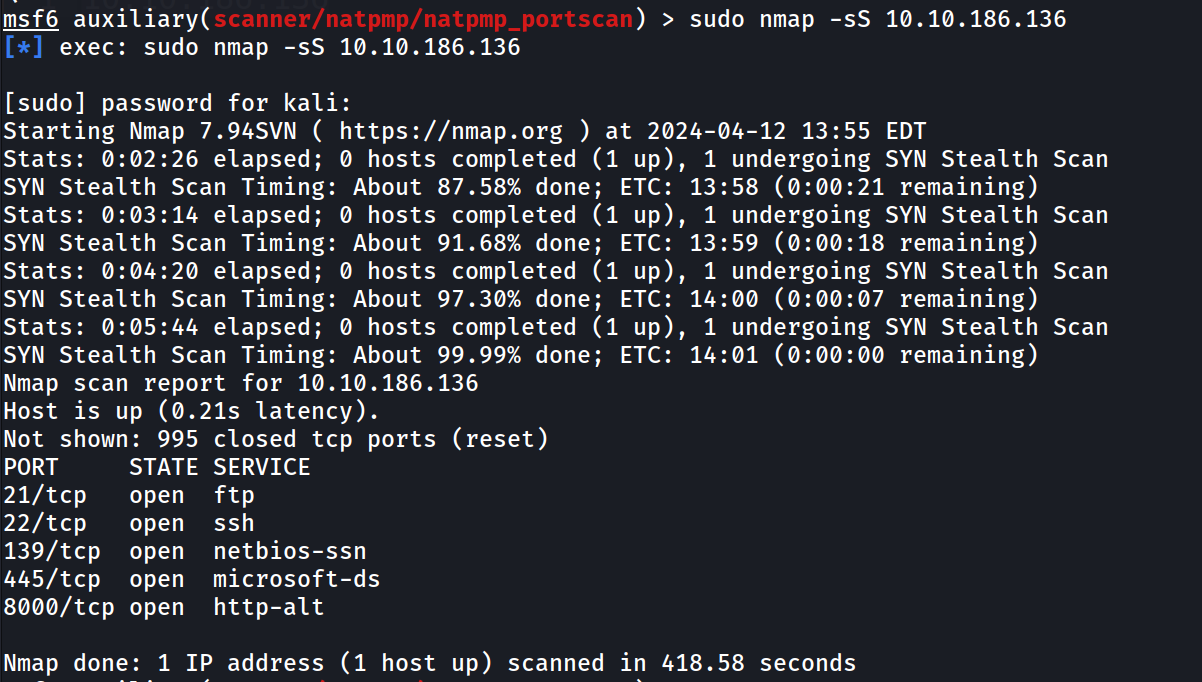 msf6 auxiliary(scanner/natpmp/natpmp_portscan) > sudo nmap -sS 10.10.186.136
[*] exec: sudo nmap -sS 10.10.186.136
[sudo] password for kali:
Starting Nmap 7.94SVN ( https://nmap.org ) at 2024-04-12 13:55 EDT
Stats: 0:02:26 elapsed; 0 hosts completed (1 up), 1 undergoing SYN Stealth Scan
SYN Stealth Scan Timing: About 87.58% done; ETC: 13:58 (0:00:21 remaining)
Stats: 0:03:14 elapsed; 0 hosts completed (1 up), 1 undergoing SYN Stealth Scan
SYN Stealth Scan Timing: About 91.68% done; ETC: 13:59 (0:00:18 remaining)
Stats: 0:04:20 elapsed; 0 hosts completed (1 up), 1 undergoing SYN Stealth Scan
SYN Stealth Scan Timing: About 97.30% done; ETC: 14:00 (0:00:07 remaining)
Stats: 0:05:44 elapsed; 0 hosts completed (1 up), 1 undergoing SYN Stealth Scan
SYN Stealth Scan Timing: About 99.99% done; ETC: 14:01 (0:00:00 remaining)
Nmap scan report for 10.10.186.136
Host is up (0.21s latency).
Not shown: 995 closed tcp ports (reset)
PORT     STATE SERVICE
21/tcp   open  ftp
22/tcp   open  ssh
139/tcp  open  netbios-ssn
445/tcp  open  microsoft-ds
8000/tcp open  http-alt
Nmap done: 1 IP address (1 host up) scanned in 418.58 seconds